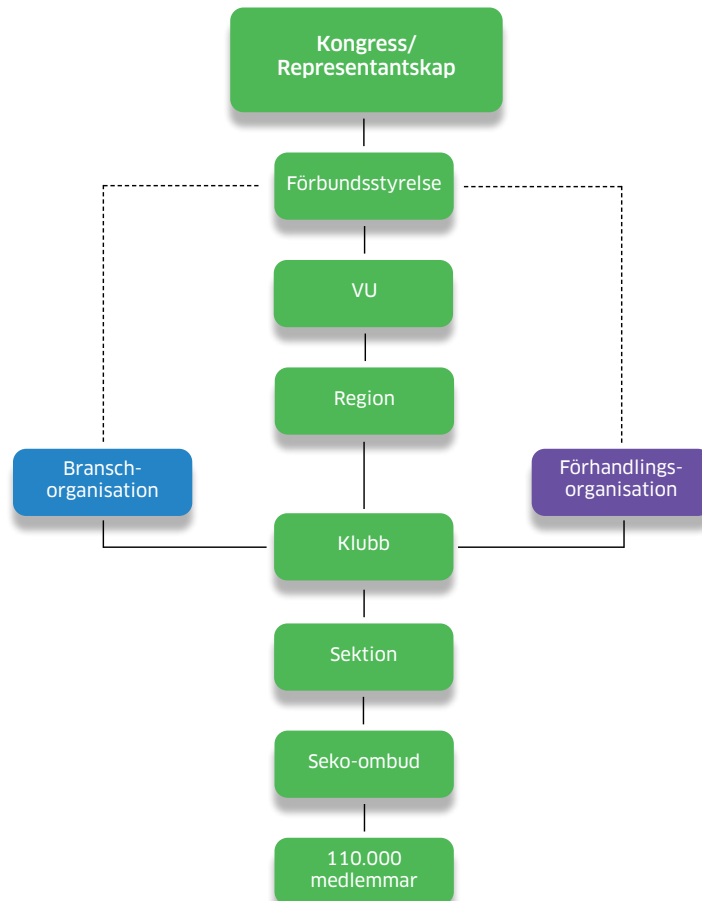 Kongress/
Representantskap
Förbundsstyrelse
VU
Region
Bransch-
organisation
Förhandlings-
organisation
Klubb
Sektion
Seko-ombud
110.000
medlemmar